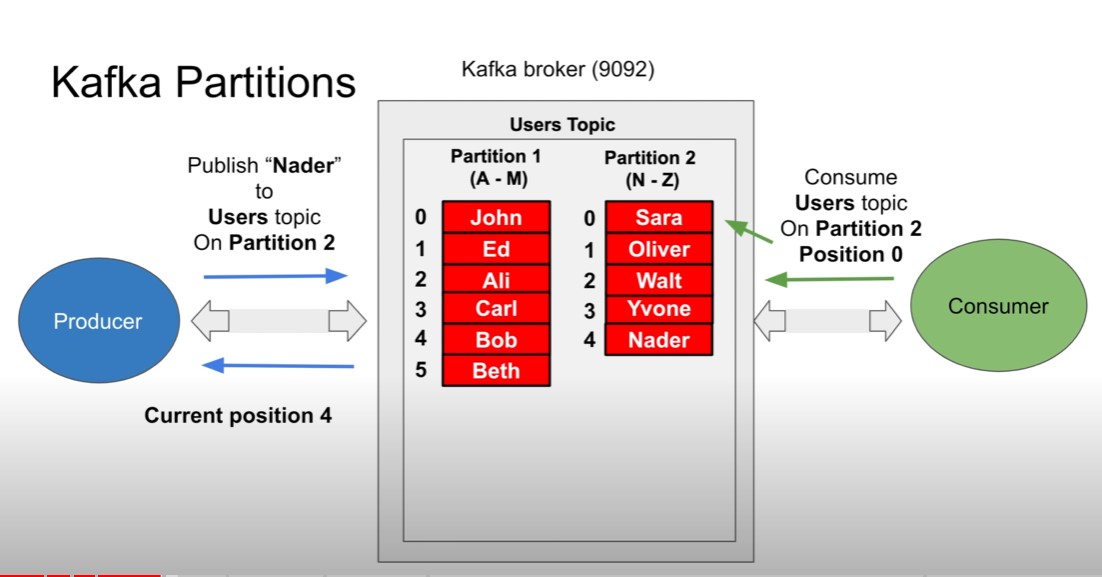 Kafka Partitions
Kafka broker (9092)
Publish “Nader”
to
Users topic
On Partition 2
Producer
Current position 4
Users Topic
Partition 1
(A - M)
0 John
1 Ed
2 Ali
3 Carl
4 Bob
5 Beth
Partition 2
(N - Z)
0 Sara
1 Oliver
2 Walt
3 Yvone
4 Nader
Consume
Users topic
On Partition 2
Position 0
Consumer